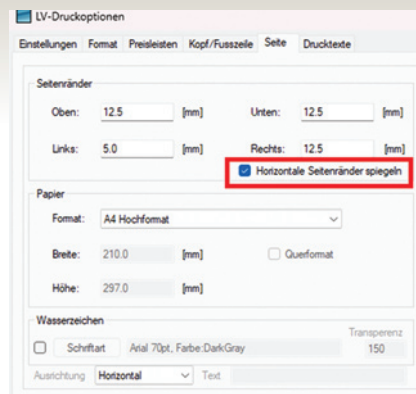 LV-Druckoptionen
Einstellungen Format Preisleisten Kopf/Fusszeile Seite Drucktexte
Seitenränder
Oben: 12.5 [mm] Unten: 12.5 [mm]
Links: 5.0 [mm] Rechts: 12.5 [mm]
Horizontale Seitenränder spiegeln
Papier
Format: A4 Hochformat
Breite: 210.0 [mm] Querformat
Höhe: 297.0 [mm]
Wasserzeichen
Transparenz
Schriftart Arial 70pt, Farbe:DarkGray 150
Ausrichtung Horizontal Text